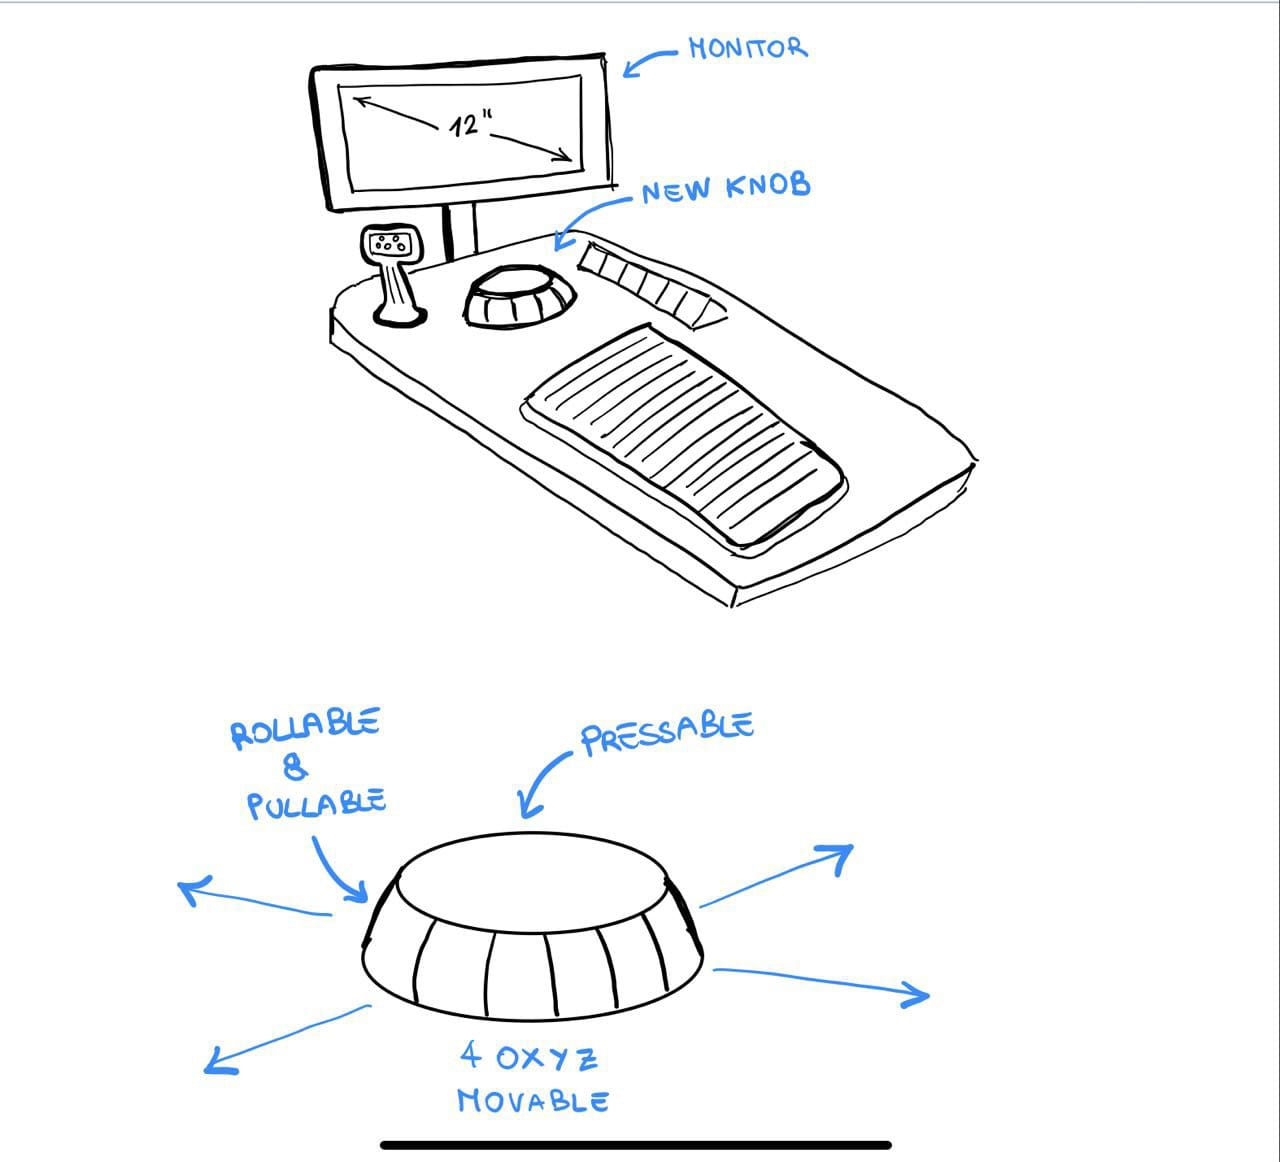 MONITOR
12"
NEW KNOB
ROLLABLE
&
PULLABLE
PRESSABLE
4 OXYZ
MOVABLE